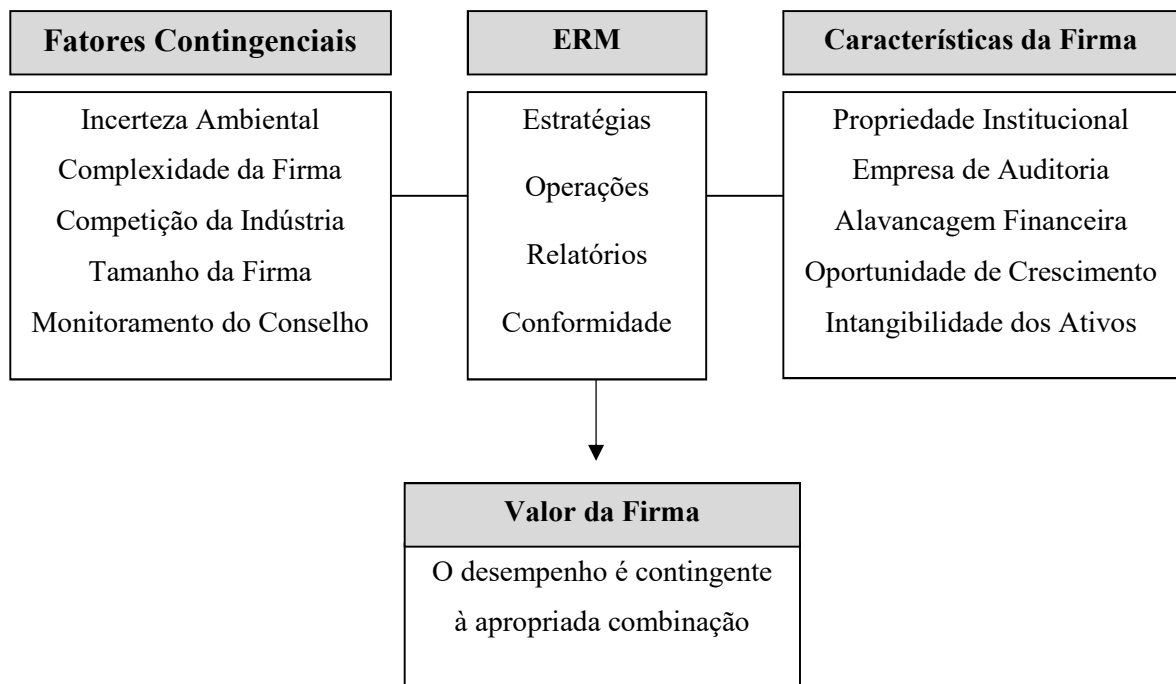 Fatores Contingenciais
Incerteza Ambiental
Complexidade da Firma
Competição da Indústria
Tamanho da Firma
Monitoramento do Conselho
ERM
Estratégias
Operações
Relatórios
Conformidade
Características da Firma
Propriedade Institucional
Empresa de Auditoria
Alavancagem Financeira
Oportunidade de Crescimento
Intangibilidade dos Ativos
Valor da Firma
O desempenho é contingente
à apropriada combinação